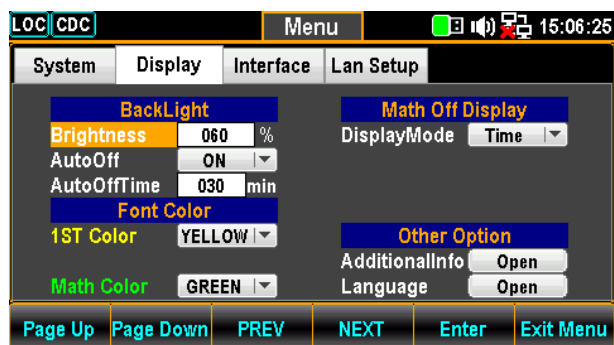 LOC CDC Menu 15:06:25
System Display Interface Lan Setup
BackLight
Brightness 060 %
AutoOff ON
AutoOffTime 030 min
Font Color
1ST Color YELLOW
Math Color GREEN
Math Off Display
DisplayMode Time
Other Option
AdditionalInfo Open
Language Open
Page Up Page Down PREV NEXT Enter Exit Menu